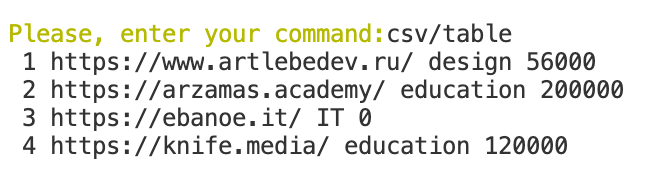 Please, enter your command:csv/table
1 https://www.artlebedev.ru/ design 56000
2 https://arzamas.academy/ education 200000
3 https://ebanoe.it/ IT 0
4 https://knife.media/ education 120000